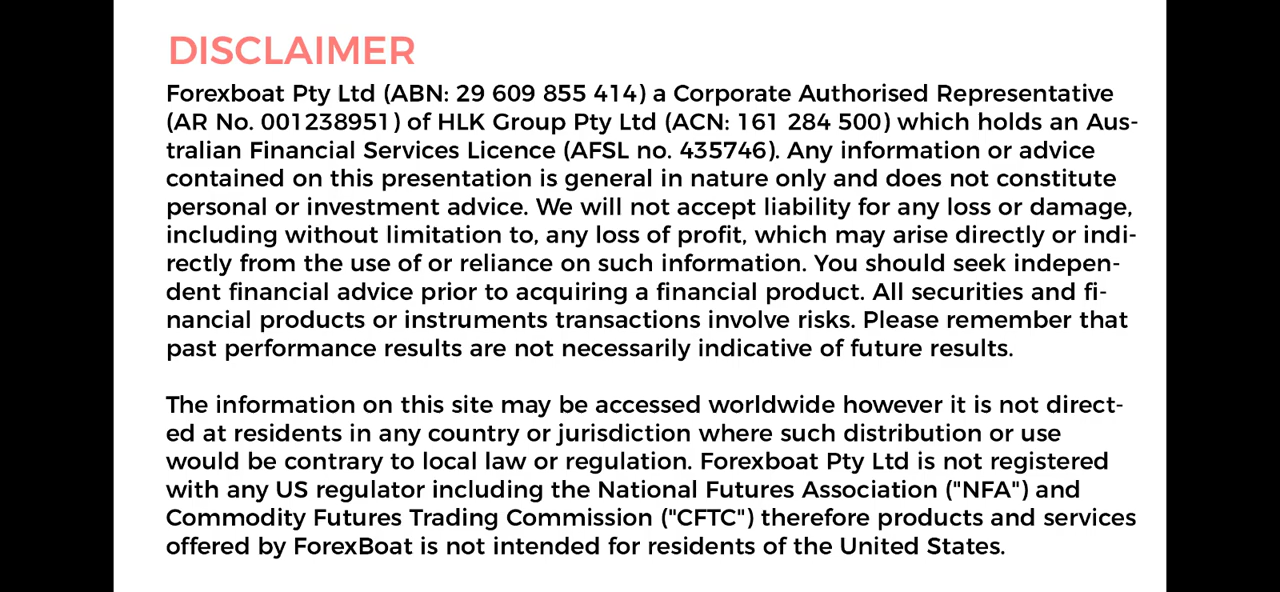 DISCLAIMER
Forexboat Pty Ltd (ABN: 29 609 855 414) a Corporate Authorised Representative
(AR No. 001238951) of HLK Group Pty Ltd (ACN: 161 284 500) which holds an Aus-
tralian Financial Services Licence (AFSL no. 435746). Any information or advice
contained on this presentation is general in nature only and does not constitute
personal or investment advice. We will not accept liability for any loss or damage,
including without limitation to, any loss of profit, which may arise directly or indi-
rectly from the use of or reliance on such information. You should seek indepen-
dent financial advice prior to acquiring a financial product. All securities and fi-
nancial products or instruments transactions involve risks. Please remember that
past performance results are not necessarily indicative of future results.
The information on this site may be accessed worldwide however it is not direct-
ed at residents in any country or jurisdiction where such distribution or use
would be contrary to local law or regulation. Forexboat Pty Ltd is not registered
with any US regulator including the National Futures Association ("NFA") and
Commodity Futures Trading Commission ("CFTC") therefore products and services
offered by ForexBoat is not intended for residents of the United States.